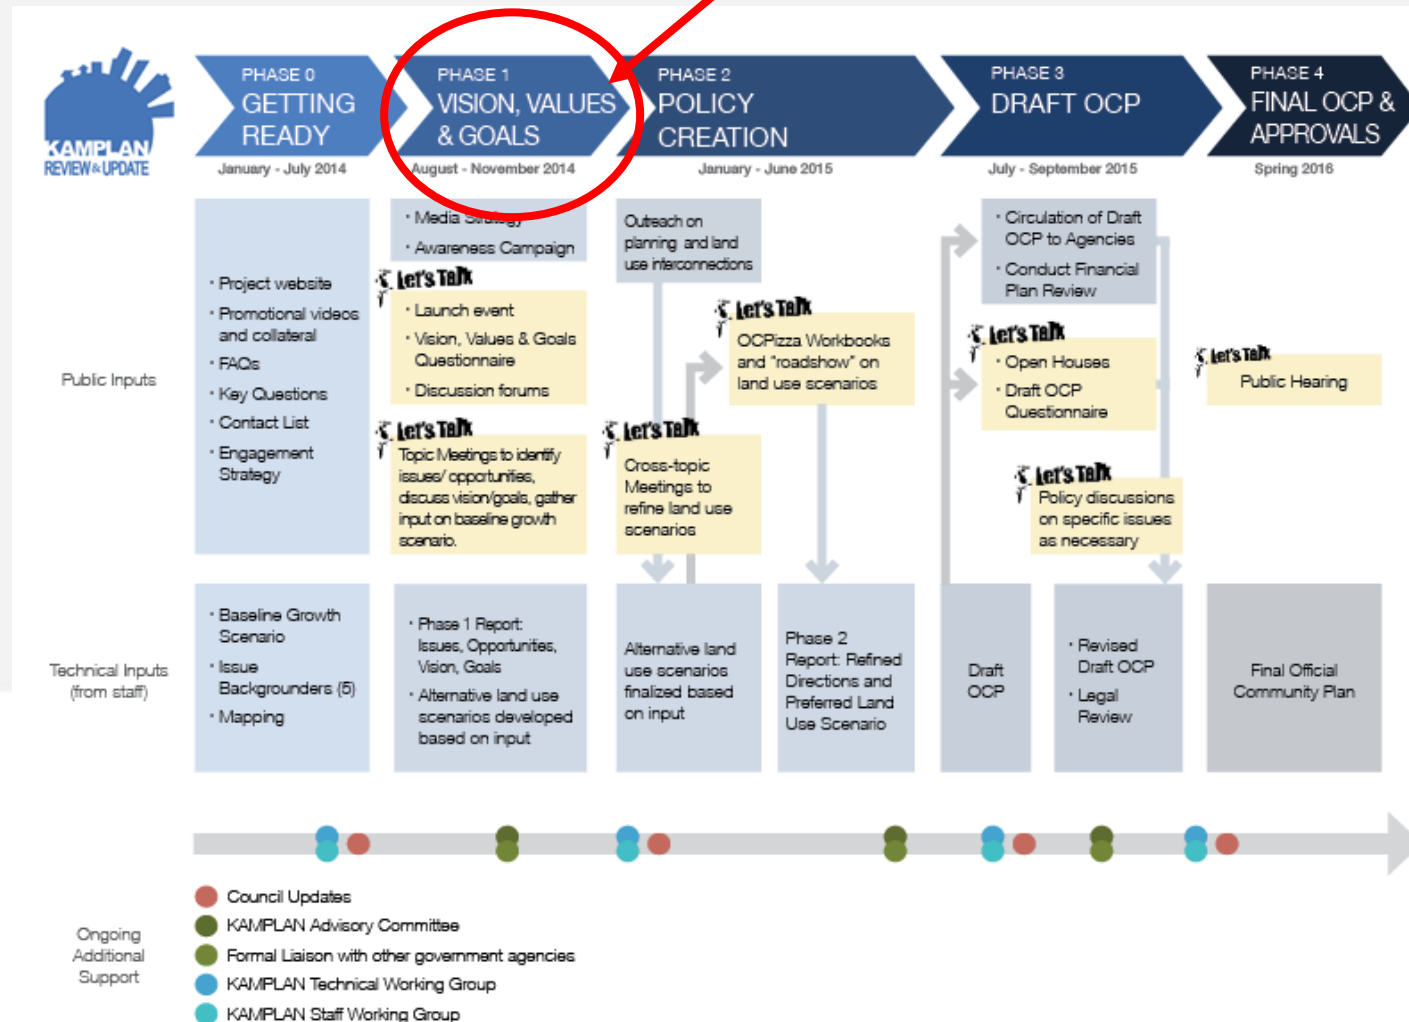 KAMPLAN
REVIEW & UPDATE
PHASE 0
GETTING
READY
January - July 2014
PHASE 1
VISION, VALUES
& GOALS
August - November 2014
PHASE 2
POLICY
CREATION
January - June 2015
PHASE 3
DRAFT OCP
July - September 2015
PHASE 4
FINAL OCP &
APPROVALS
Spring 2016
Public Inputs
· Project website
· Promotional videos
and collateral
· FAQs
· Key Questions
· Contact List
· Engagement
Strategy
· Media Strategy
· Awareness Campaign
Let's Talk
· Launch event
· Vision, Values & Goals
Questionnaire
· Discussion forums
Let's Talk
Topic Meetings to identify
issues/ opportunities,
discuss vision/goals, gather
input on baseline growth
scenario.
Outreach on
planning and land
use interconnections
Let's Talk
OCPizza Workbooks
and "roadshow" on
land use scenarios
Let's Talk
Cross-topic
Meetings to
refine land use
scenarios
· Circulation of Draft
OCP to Agencies
· Conduct Financial
Plan Review
Let's Talk
· Open Houses
· Draft OCP
Questionnaire
Let's Talk
Policy discussions
on specific issues
as necessary
Let's Talk
Public Hearing
Technical Inputs
(from staff)
· Baseline Growth
Scenario
· Issue
Backgrounders (5)
· Mapping
· Phase 1 Report:
Issues, Opportunities,
Vision, Goals
· Alternative land use
scenarios developed
based on input
Alternative land
use scenarios
finalized based
on input
Phase 2
Report: Refined
Directions and
Preferred Land
Use Scenario
Draft
OCP
· Revised
Draft OCP
· Legal
Review
Final Official
Community Plan
Ongoing
Additional
Support
Council Updates
KAMPLAN Advisory Committee
Formal Liaison with other government agencies
KAMPLAN Technical Working Group
KAMPLAN Staff Working Group